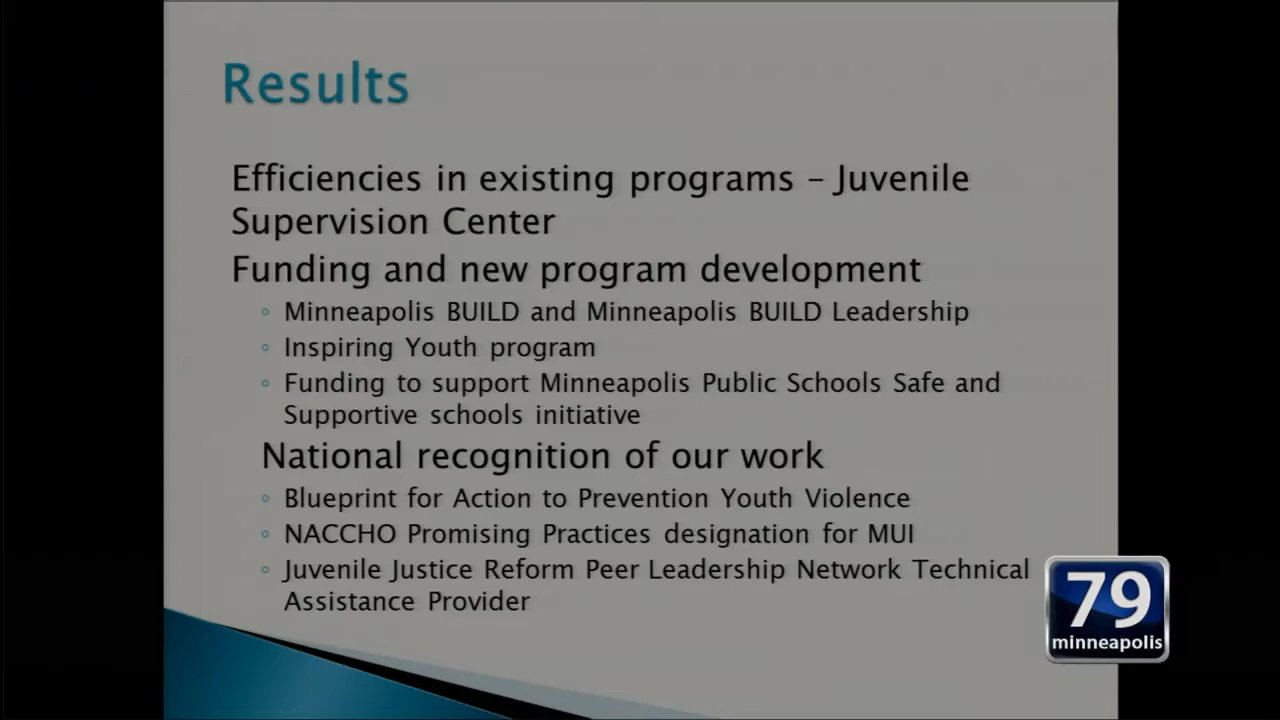 Results
Efficiencies in existing programs – Juvenile
Supervision Center
Funding and new program development
◦ Minneapolis BUILD and Minneapolis BUILD Leadership
◦ Inspiring Youth program
◦ Funding to support Minneapolis Public Schools Safe and
Supportive schools initiative
National recognition of our work
◦ Blueprint for Action to Prevention Youth Violence
◦ NACCHO Promising Practices designation for MUI
◦ Juvenile Justice Reform Peer Leadership Network Technical
Assistance Provider
79
minneapolis